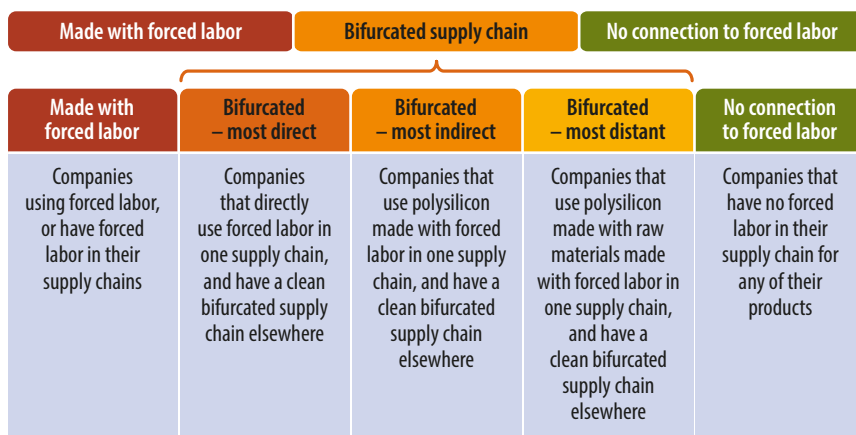 Made with forced labor
Bifurcated supply chain
No connection to forced labor
Made with
forced labor
Bifurcated
– most direct
Bifurcated
– most indirect
Bifurcated
– most distant
No connection
to forced labor
Companies
using forced labor,
or have forced
labor in their
supply chains
Companies
that directly
use forced labor in
one supply chain,
and have a clean
bifurcated supply
chain elsewhere
Companies that
use polysilicon
made with forced
labor in one supply
chain, and have a
clean bifurcated
supply chain
elsewhere
Companies that
use polysilicon
made with raw
materials made
with forced labor in
one supply chain,
and have a
clean bifurcated
supply chain
elsewhere
Companies that
have no forced
labor in their
supply chain for
any of their
products